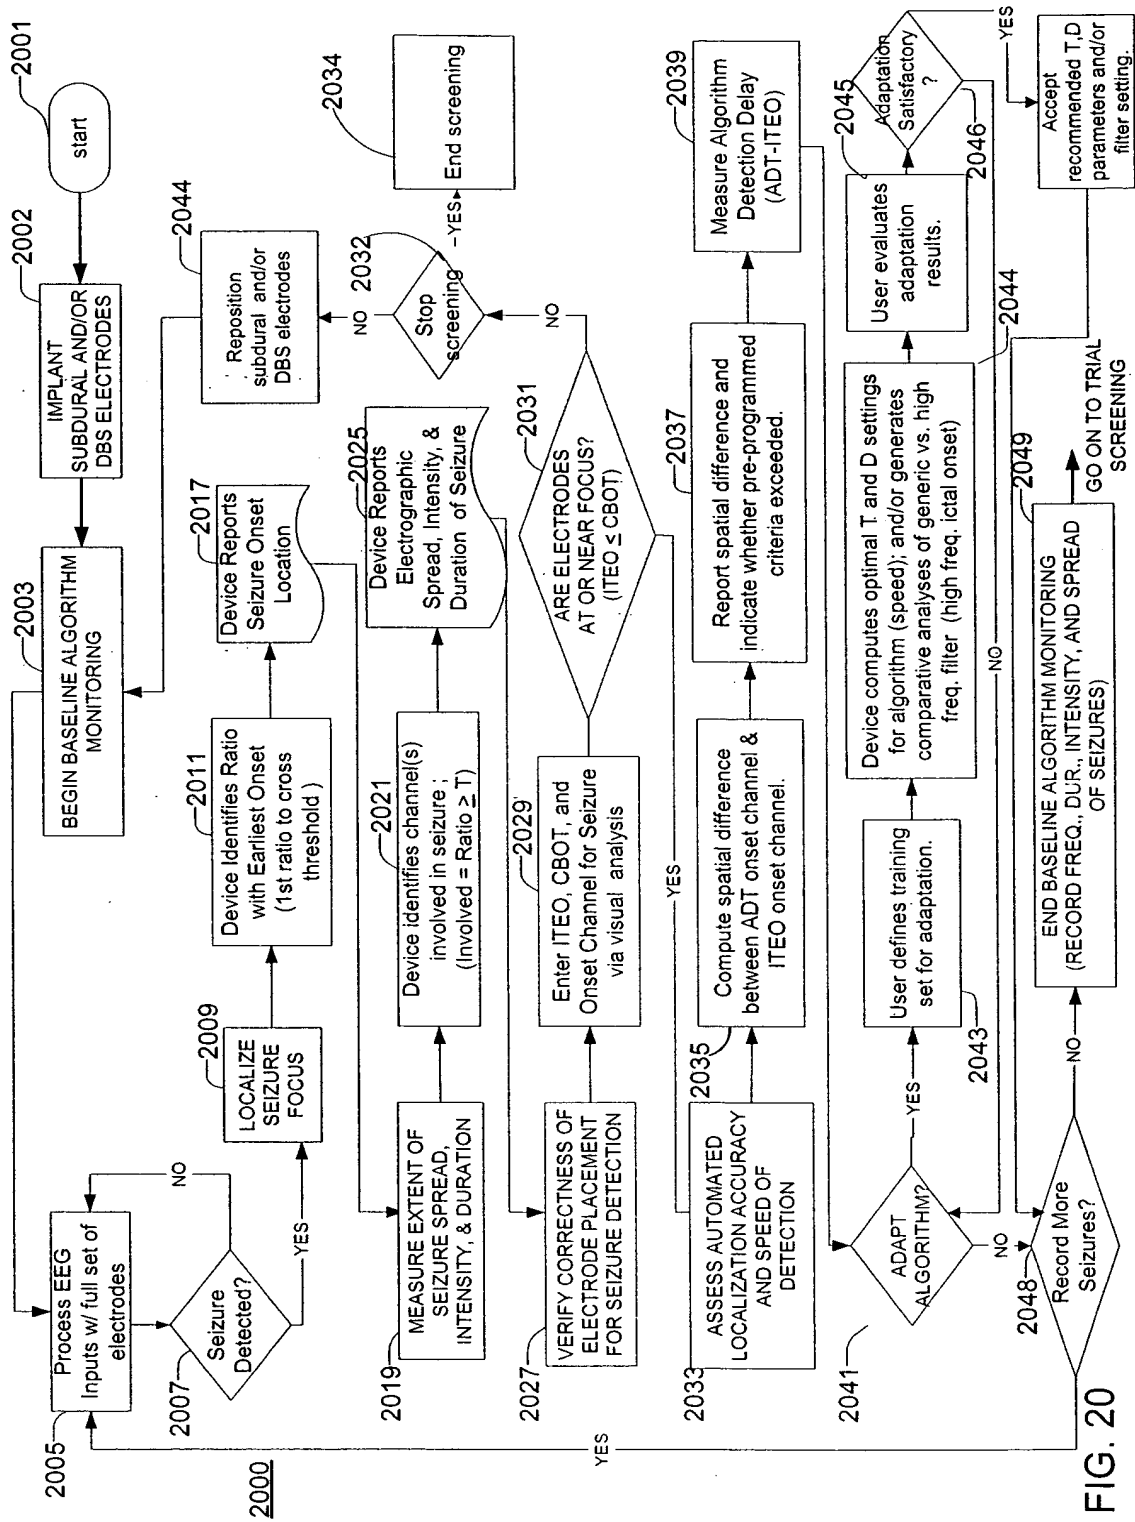 2001
start
2002
IMPLANT
SUBDURAL AND/OR
DBS ELECTRODES
2003
BEGIN BASELINE ALGORITHM
MONITORING
2005
Process EEG
Inputs w/ full set of
electrodes
2007
Seizure
Detected?
NO
YES
2000
2009
LOCALIZE
SEIZURE
FOCUS
2011
Device Identifies Ratio
with Earliest Onset
(1st ratio to cross
threshold )
2017
Device Reports
Seizure Onset
Location
2044
Reposition
subdural and/or
DBS electrodes
2019
MEASURE EXTENT OF
SEIZURE SPREAD,
INTENSITY, & DURATION
2021
Device identifies channel(s)
involved in seizure ;
(Involved = Ratio ≥ T)
2025
Device Reports
Electrographic
Spread, Intensity, &
Duration of Seizure
2032
Stop
screening
NO
YES
2034
End screening
2027
VERIFY CORRECTNESS OF
ELECTRODE PLACEMENT
FOR SEIZURE DETECTION
2029
Enter ITEO, CBOT, and
Onset Channel for Seizure
via visual analysis
2031
ARE ELECTRODES
AT OR NEAR FOCUS?
(ITEO ≤ CBOT)
NO
YES
2033
ASSESS AUTOMATED
LOCALIZATION ACCURACY
AND SPEED OF
DETECTION
2035
Compute spatial difference
between ADT onset channel &
ITEO onset channel.
2037
Report spatial difference and
indicate whether pre-programmed
criteria exceeded.
2039
Measure Algorithm
Detection Delay
(ADT-ITEO)
2041
ADAPT
ALGORITHM?
YES
NO
2043
User defines training
set for adaptation.
2044
Device computes optimal T and D settings
for algorithm (speed); and/or generates
comparative analyses of generic vs. high
freq. filter (high freq. ictal onset)
2045
User evaluates
adaptation
results.
2046
Adaptation
Satisfactory
?
YES
NO
Accept
recommended T,D
parameters and/or
filter setting.
2048
Record More
Seizures?
YES
NO
2049
END BASELINE ALGORITHM MONITORING
(RECORD FREQ., DUR., INTENSITY, AND SPREAD
OF SEIZURES)
GO ON TO TRIAL
SCREENING
FIG. 20